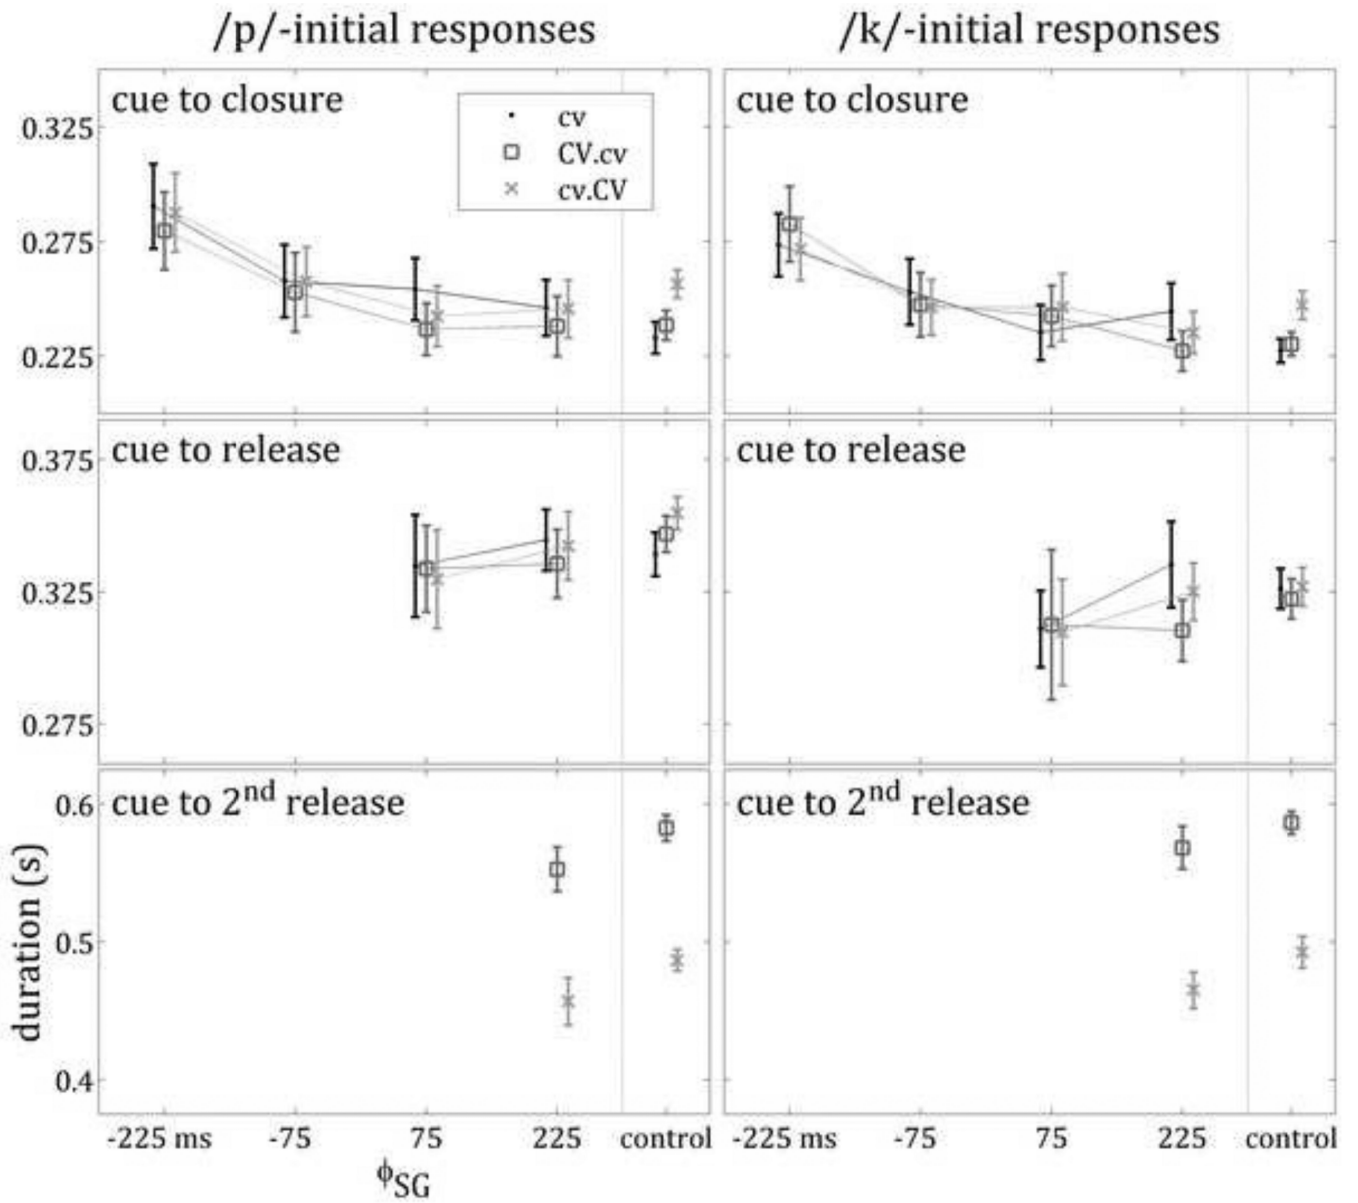 /p/-initial responses
/k/-initial responses
cue to closure
cv
CV.cv
cv.CV
0.325
0.275
0.225
cue to closure
cue to release
0.375
0.325
0.275
cue to release
cue to 2nd release
0.6
0.5
0.4
duration (s)
cue to 2nd release
-225 ms -75 75 225 control
-225 ms -75 75 225 control
ϕSG